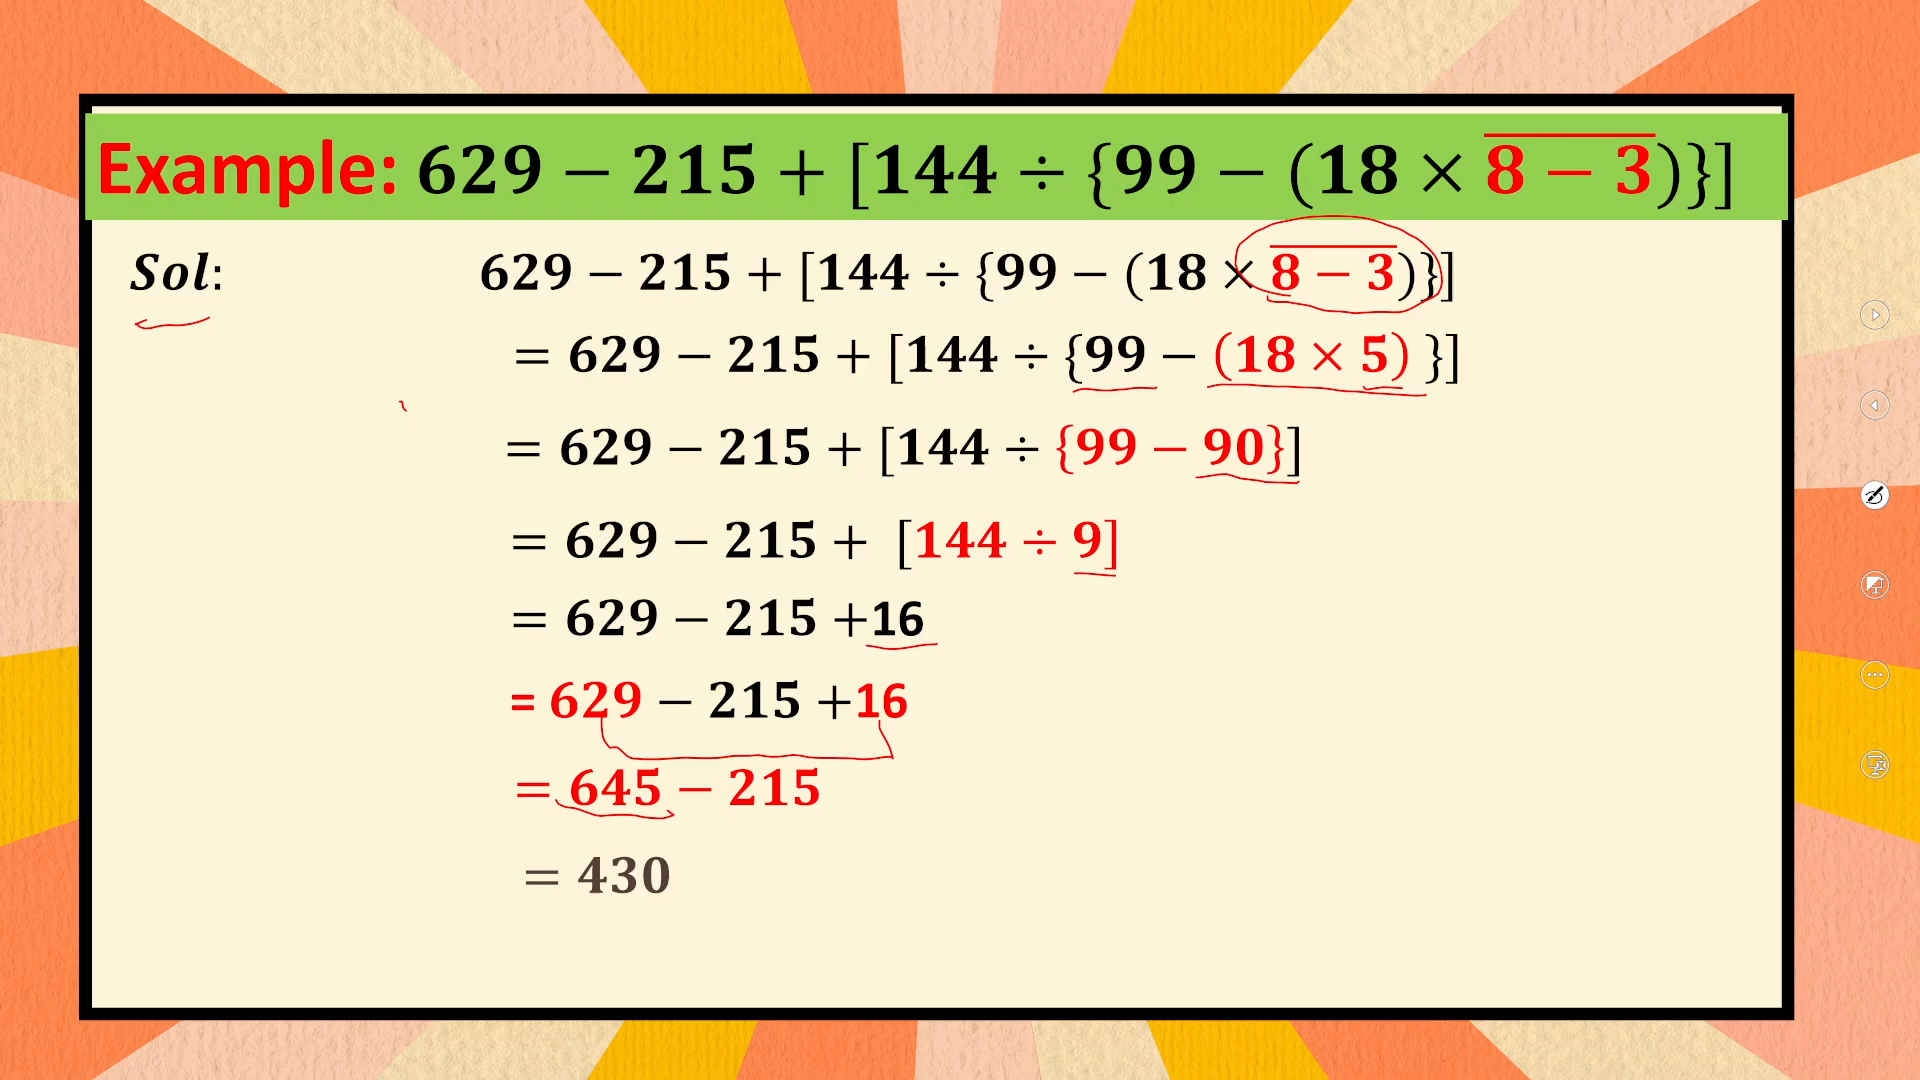 Example: 629 − 215 + [144 ÷ {99 − (18 × 8 − 3)}]
Sol: 629 − 215 + [144 ÷ {99 − (18 × 8 − 3)}]
= 629 − 215 + [144 ÷ {99 − (18 × 5) }]
= 629 − 215 + [144 ÷ {99 − 90}]
= 629 − 215 + [144 ÷ 9]
= 629 − 215 +16
= 629 − 215 +16
= 645 − 215
= 430